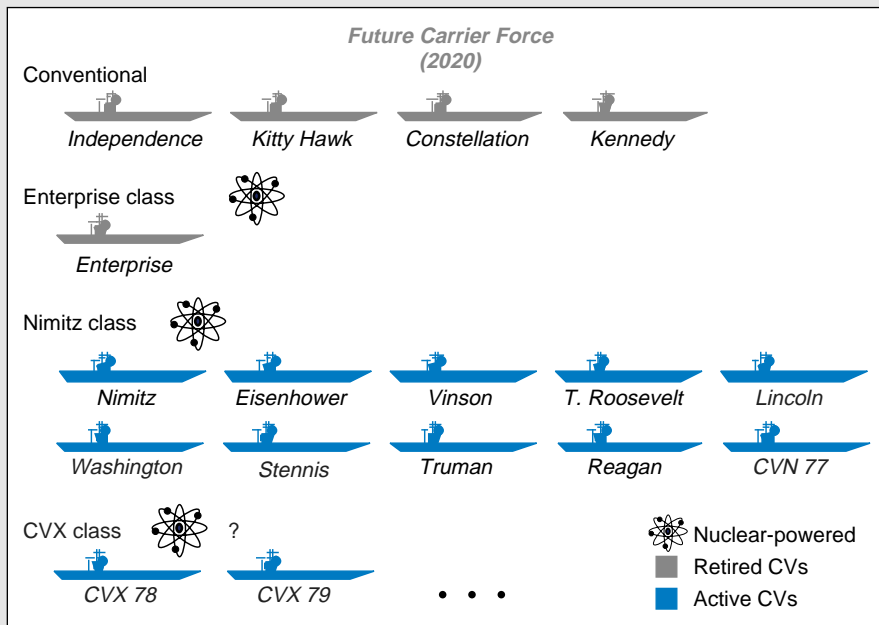 Future Carrier Force
(2020)
Conventional
Independence Kitty Hawk Constellation Kennedy
Enterprise class
Enterprise
Nimitz class
Nimitz Eisenhower Vinson T. Roosevelt Lincoln
Washington Stennis Truman Reagan CVN 77
CVX class ?
CVX 78 CVX 79 • • •
Nuclear-powered
Retired CVs
Active CVs